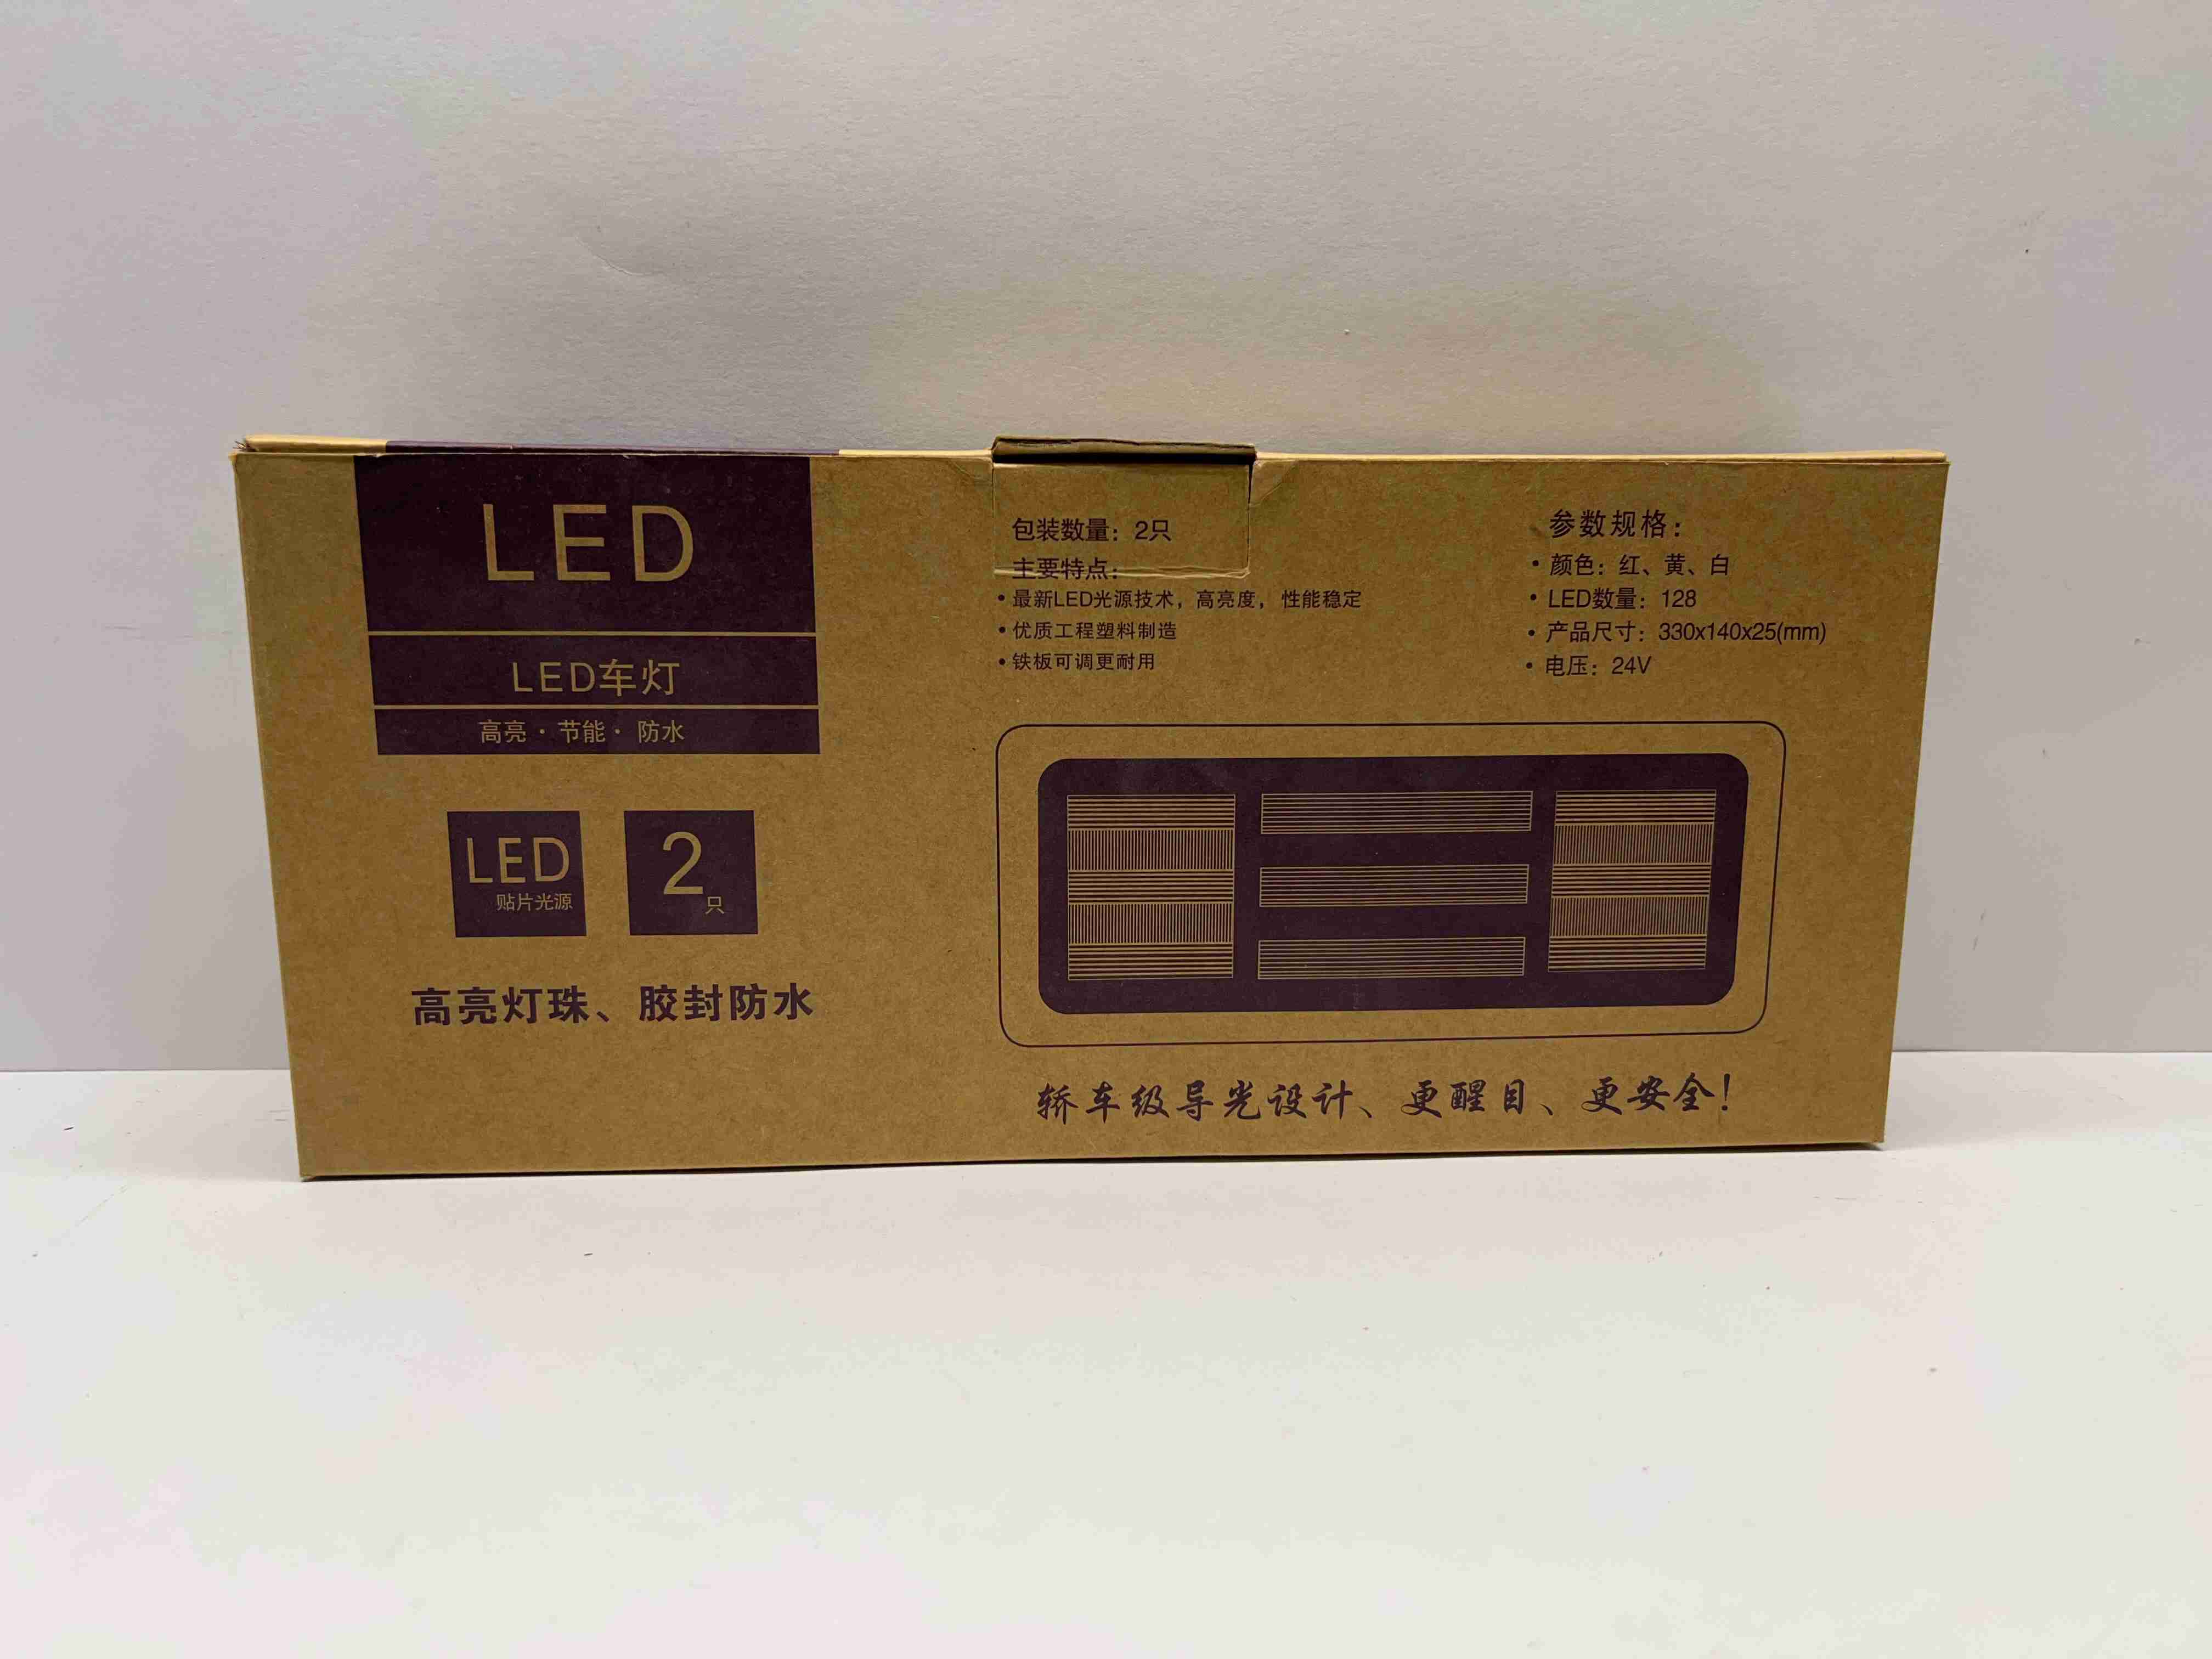 LED
LED车灯
高亮·节能·防水
LED
贴片光源
2只
高亮灯珠、胶封防水
包装数量：2只
主要特点：
•最新LED光源技术，高亮度，性能稳定
•优质工程塑料制造
•铁板可调更耐用
参数规格：
•颜色：红、黄、白
•LED数量：128
•产品尺寸：330x140x25(mm)
•电压：24V
轿车级导光设计、更醒目、更安全！